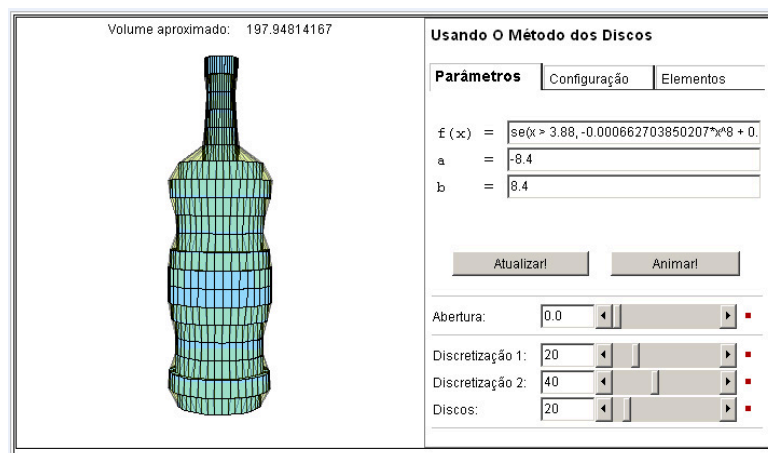 Volume aproximado: 197.94814167
Usando O Método dos Discos
Parâmetros Configuração Elementos
f(x) = se(x > 3.88, -0.000662703850207*x^8 + 0.
a = -8.4
b = 8.4
Atualizar! Animar!
Abertura: 0.0
Discretização 1: 20
Discretização 2: 40
Discos: 20